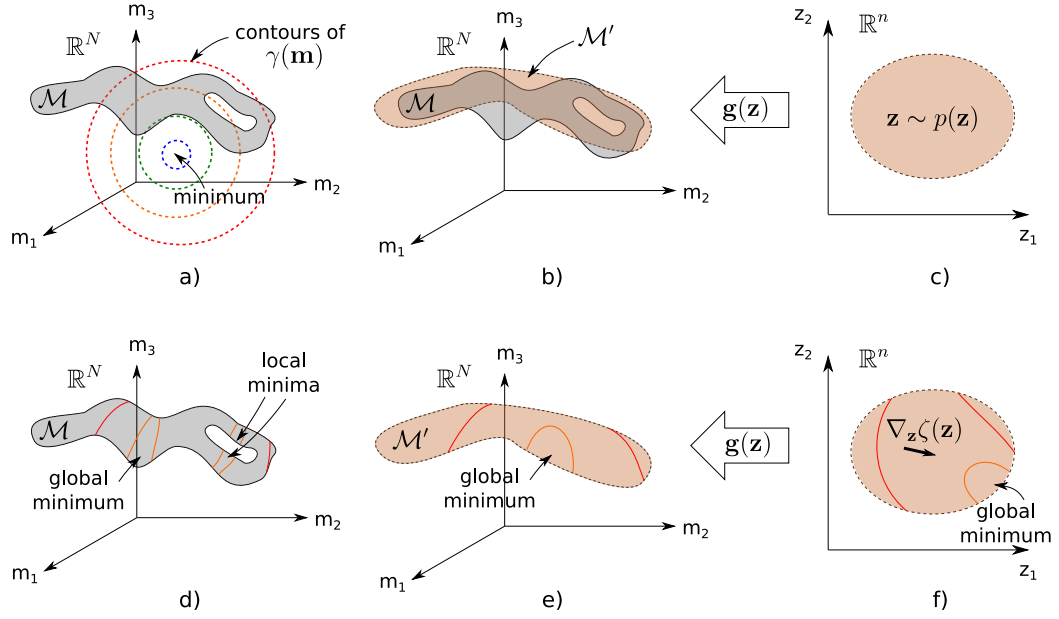 m₃
ℝᴺ
contours of
γ(m)
ℳ
minimum
m₂
m₁
a)
m₃
ℝᴺ
ℳ′
ℳ
m₂
m₁
b)
g(z)
z₂
ℝⁿ
z ∼ p(z)
z₁
c)
m₃
ℝᴺ
local
minima
ℳ
global
minimum
m₂
m₁
d)
m₃
ℝᴺ
ℳ′
global
minimum
m₂
m₁
e)
g(z)
z₂
ℝⁿ
∇_z ζ(z)
global
minimum
z₁
f)